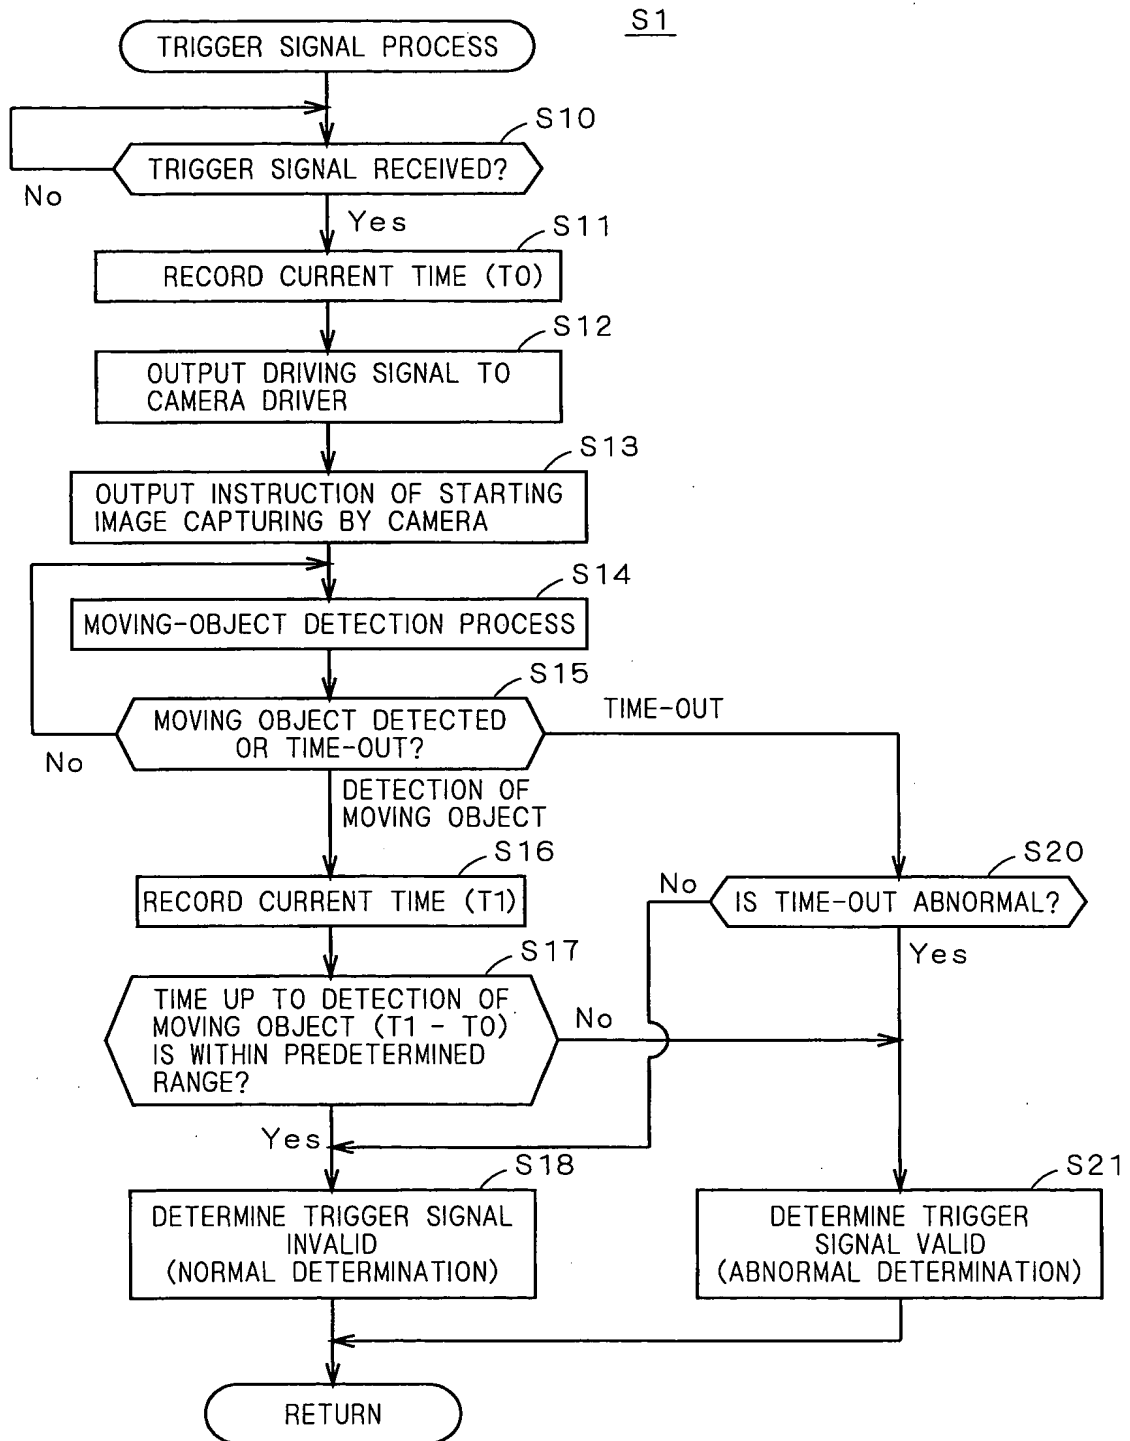 S1
TRIGGER SIGNAL PROCESS
S10
TRIGGER SIGNAL RECEIVED?
No
Yes
S11
RECORD CURRENT TIME (T0)
S12
OUTPUT DRIVING SIGNAL TO
CAMERA DRIVER
S13
OUTPUT INSTRUCTION OF STARTING
IMAGE CAPTURING BY CAMERA
S14
MOVING-OBJECT DETECTION PROCESS
S15
MOVING OBJECT DETECTED
OR TIME-OUT?
TIME-OUT
No
DETECTION OF
MOVING OBJECT
S16
RECORD CURRENT TIME (T1)
S20
No
IS TIME-OUT ABNORMAL?
Yes
S17
TIME UP TO DETECTION OF
MOVING OBJECT (T1 - T0)
IS WITHIN PREDETERMINED
RANGE?
No
Yes
S18
DETERMINE TRIGGER SIGNAL
INVALID
(NORMAL DETERMINATION)
S21
DETERMINE TRIGGER
SIGNAL VALID
(ABNORMAL DETERMINATION)
RETURN